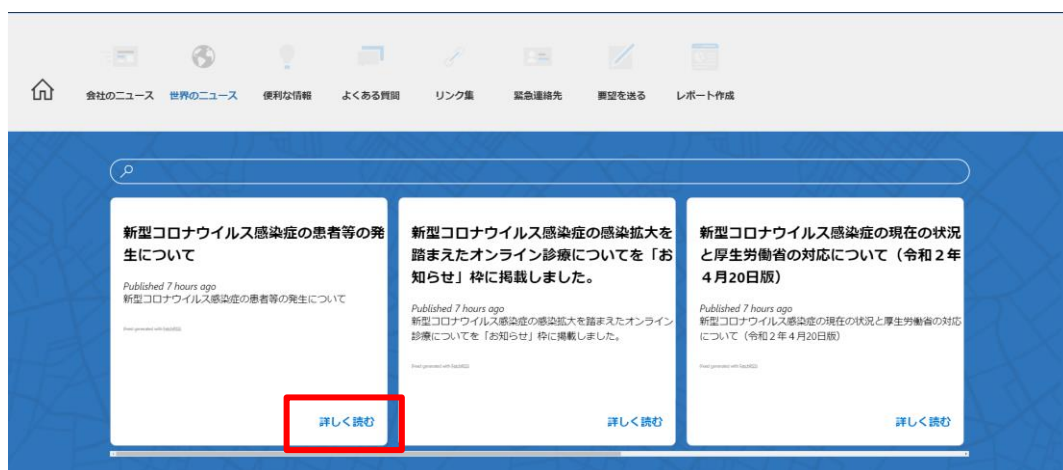 会社のニュース 世界のニュース 便利な情報 よくある質問 リンク集 緊急連絡先 要望を送る レポート作成
新型コロナウイルス感染症の患者等の発
生について
Published 7 hours ago
新型コロナウイルス感染症の患者等の発生について
詳しく読む
新型コロナウイルス感染症の感染拡大を
踏まえたオンライン診療についてを「お
知らせ」枠に掲載しました。
Published 7 hours ago
新型コロナウイルス感染症の感染拡大を踏まえたオンライン
診療についてを「お知らせ」枠に掲載しました。
詳しく読む
新型コロナウイルス感染症の現在の状況
と厚生労働省の対応について（令和２年
４月20日版）
Published 7 hours ago
新型コロナウイルス感染症の現在の状況と厚生労働省の対応
について（令和２年４月20日版）
詳しく読む